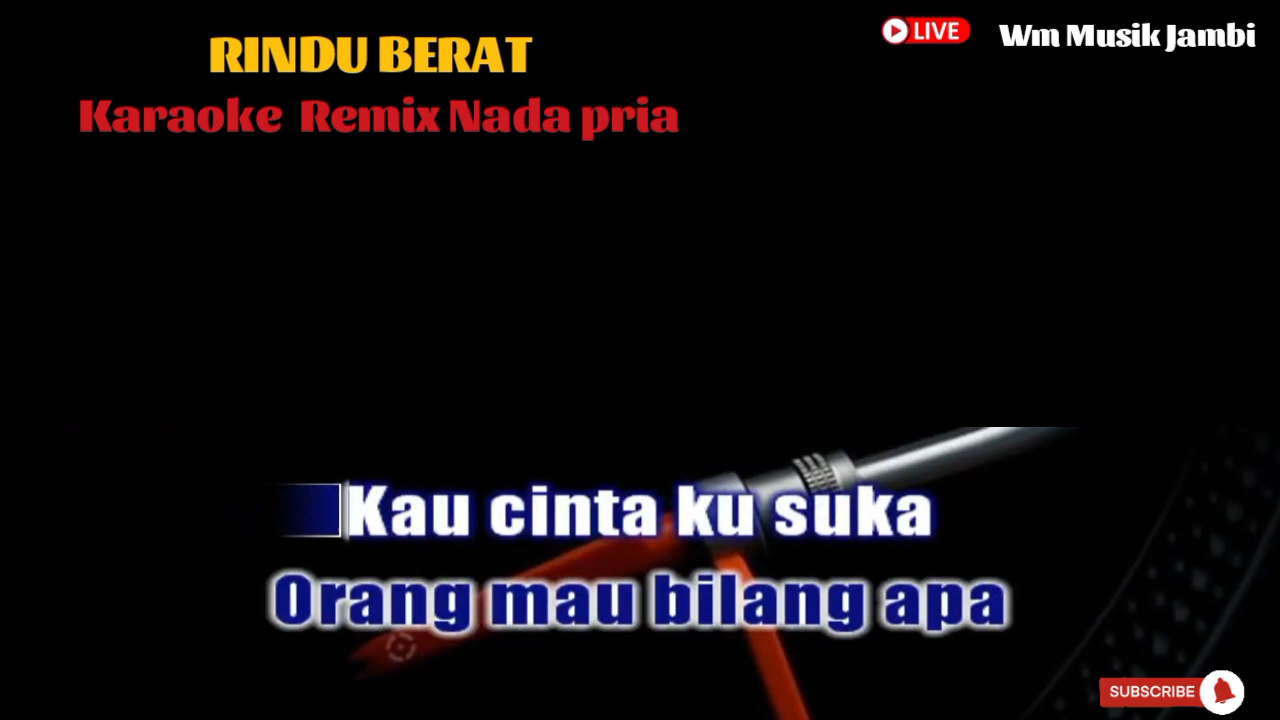 RINDU BERAT
LIVE
Wm Musik Jambi
Karaoke Remix Nada pria
Kau cinta ku suka
Orang mau bilang apa
SUBSCRIBE